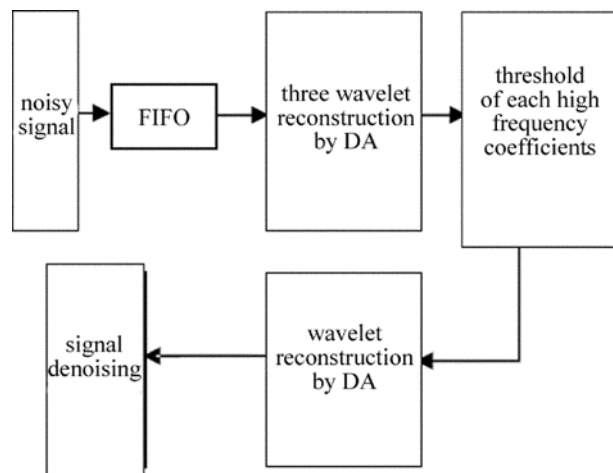 noisy
signal
FIFO
three wavelet
reconstruction
by DA
threshold
of each high
frequency
coefficients
signal
denoising
wavelet
reconstruction
by DA